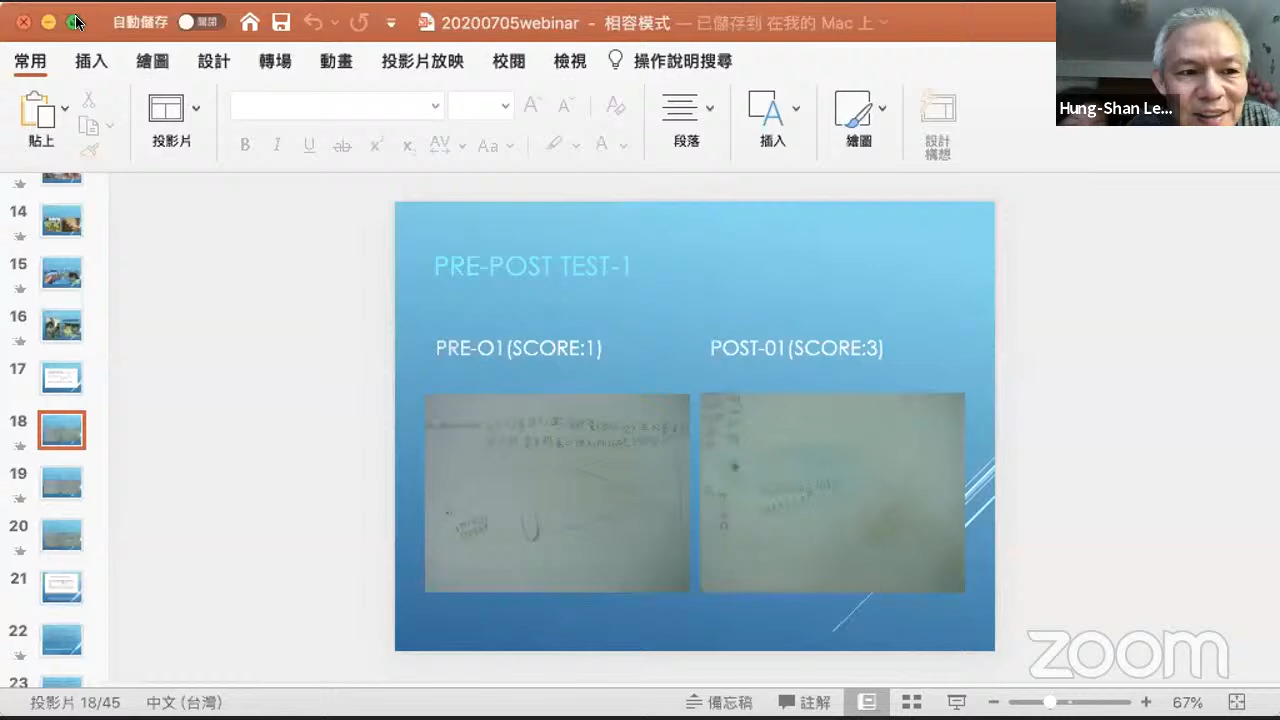 自動儲存
關閉
20200705webinar - 相容模式 — 已儲存到 在我的 Mac 上
常用 插入 繪圖 設計 轉場 動畫 投影片放映 校閱 檢視 操作說明搜尋
Hung-Shan Le...
貼上
投影片
B I U ab x² x₂ AV Aa A
段落
插入
繪圖
設計
構想
14
15
16
17
18
19
20
21
22
23
PRE-POST TEST-1
PRE-O1(SCORE:1)
POST-01(SCORE:3)
zoom
投影片 18/45 中文 (台灣) 備忘稿 註解 67%